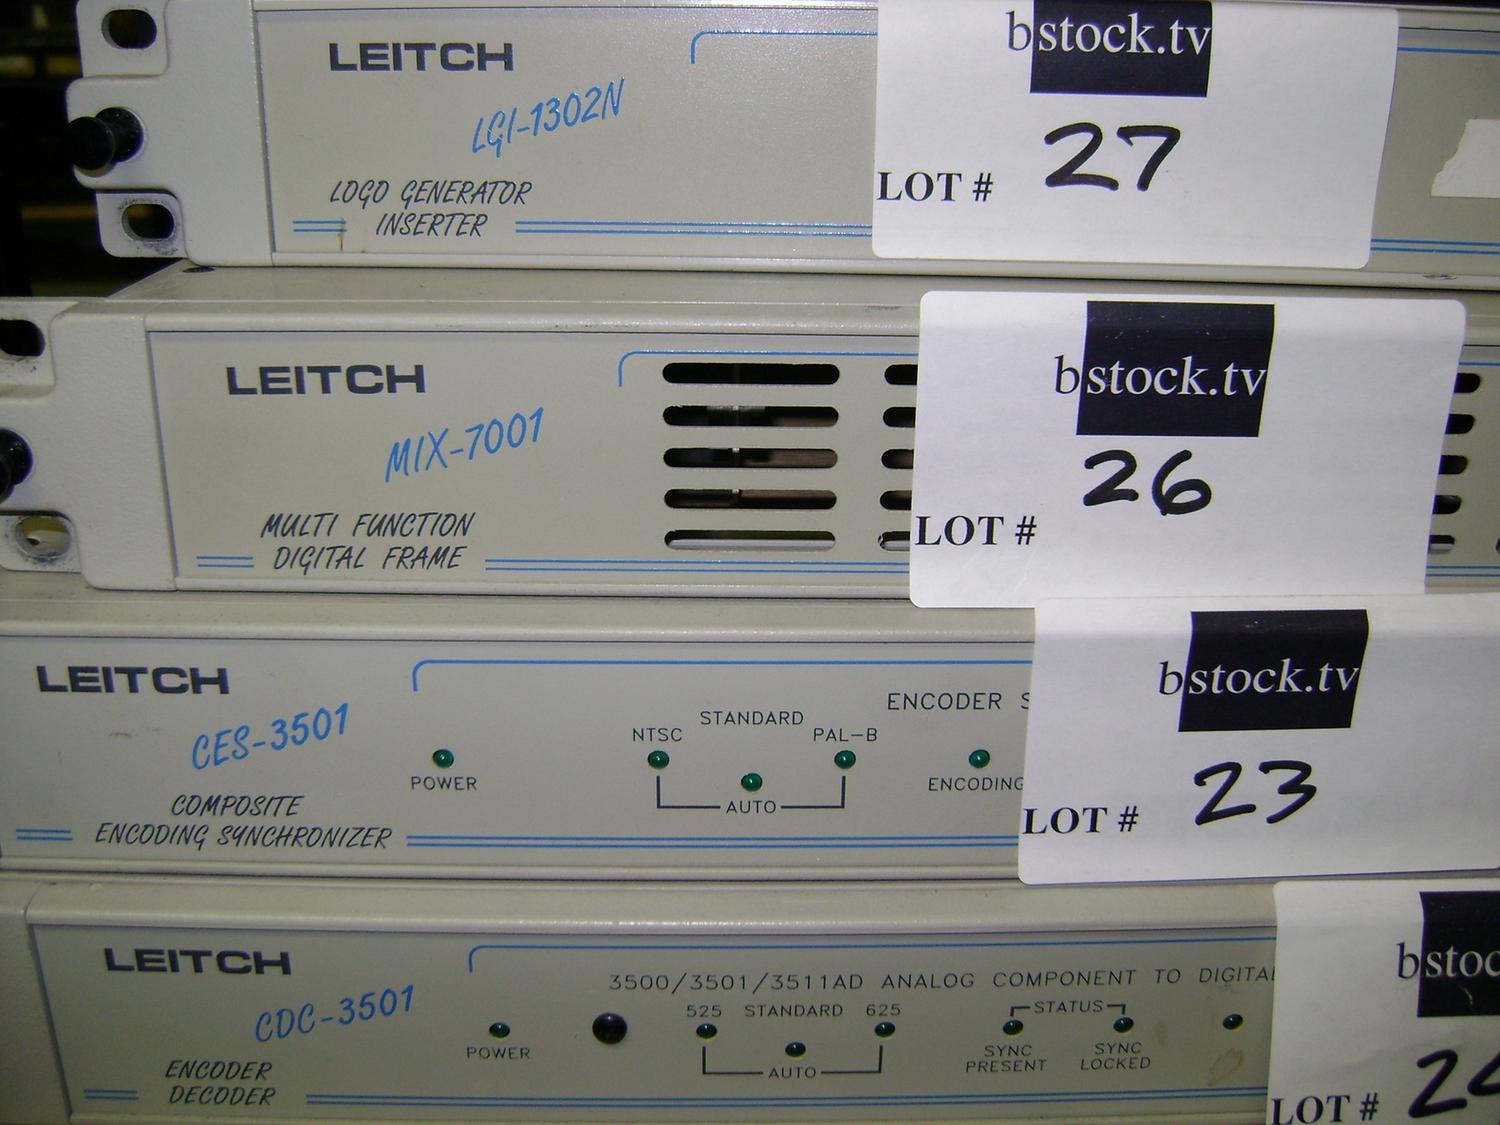 LEITCH
LGI-1302N
LOGO GENERATOR
INSERTER
bstock.tv
LOT # 27
LEITCH
MIX-7001
MULTI FUNCTION
DIGITAL FRAME
bstock.tv
LOT # 26
LEITCH
CES-3501
COMPOSITE
ENCODING SYNCHRONIZER
POWER
STANDARD
NTSC PAL-B
AUTO
ENCODER S
ENCODING
bstock.tv
LOT # 23
LEITCH
CDC-3501
ENCODER
DECODER
POWER
3500/3501/3511AD ANALOG COMPONENT TO DIGITAL
525 STANDARD 625
AUTO
STATUS
SYNC PRESENT
SYNC LOCKED
bstoc
LOT # 24